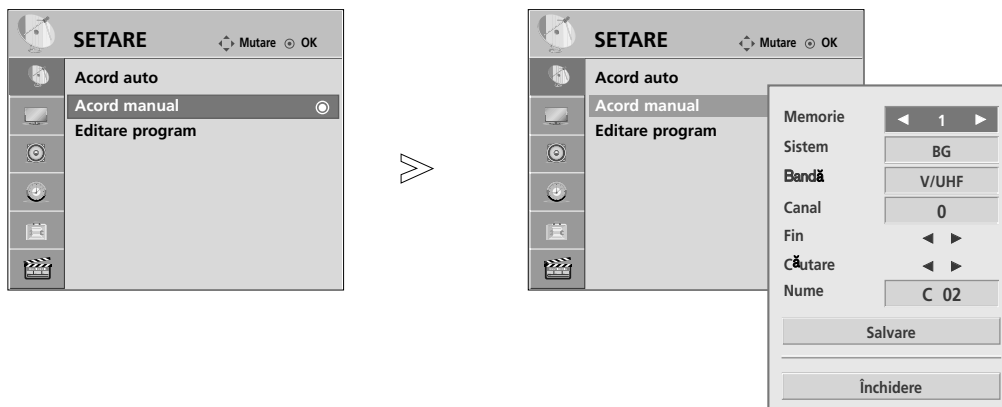 SETARE Mutare OK
Acord auto
Acord manual
Editare program
SETARE Mutare OK
Acord auto
Acord manual
Editare program
Memorie ◄ 1 ►
Sistem BG
Bandă V/UHF
Canal 0
Fin ◄ ►
Căutare ◄ ►
Nume C 02
Salvare
Închidere